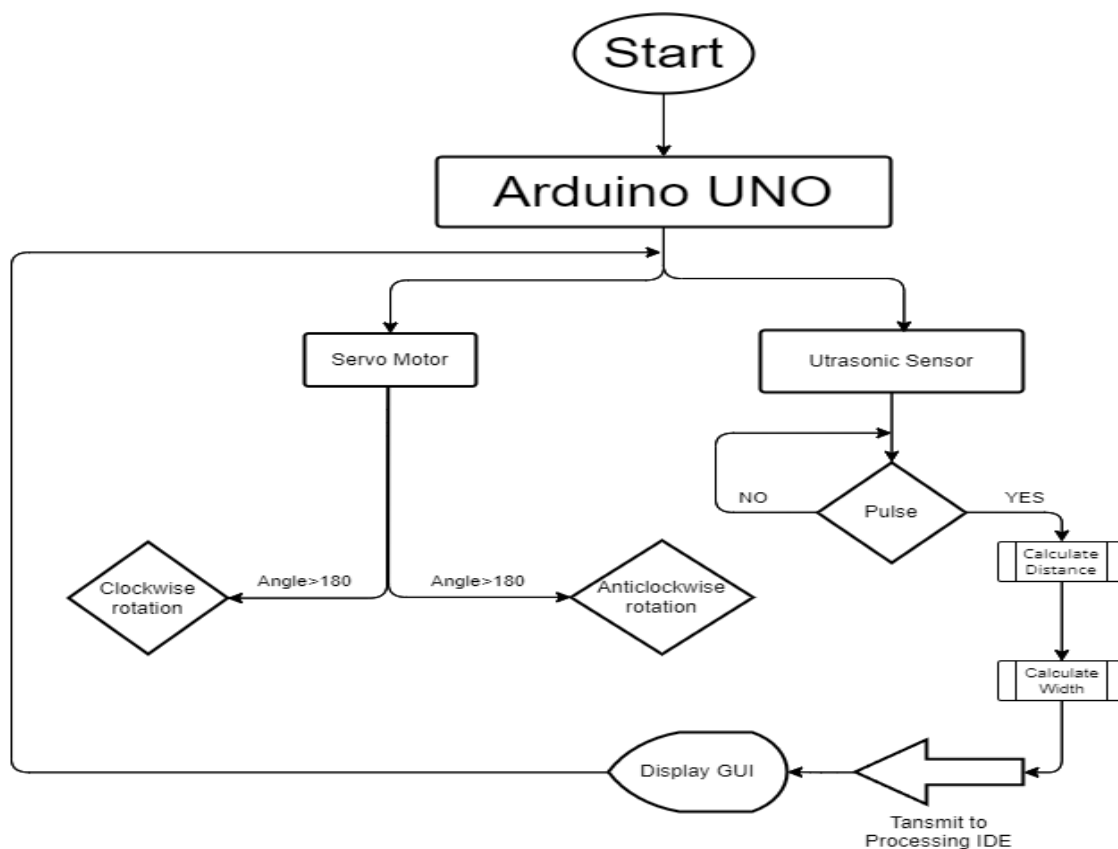 Start
Arduino UNO
Servo Motor
Utrasonic Sensor
NO
Pulse
YES
Calculate
Distance
Clockwise
rotation
Angle>180
Angle>180
Anticlockwise
rotation
Calculate
Width
Display GUI
Tansmit to
Processing IDE